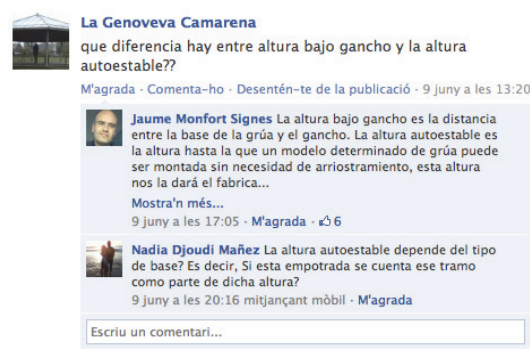 La Genoveva Camarena
que diferencia hay entre altura bajo gancho y la altura
autoestable??
M'agrada · Comenta-ho · Desentén-te de la publicació · 9 juny a les 13:20
Jaume Monfort Signes La altura bajo gancho es la distancia
entre la base de la grúa y el gancho. La altura autoestable es
la altura hasta la que un modelo determinado de grúa puede
ser montada sin necesidad de arriostramiento, esta altura
nos la dará el fabrica...
Mostra'n més...
9 juny a les 17:05 · M'agrada · 6
Nadia Djoudi Mañez La altura autoestable depende del tipo
de base? Es decir, Si esta empotrada se cuenta ese tramo
como parte de dicha altura?
9 juny a les 20:16 mitjançant mòbil · M'agrada
Escriu un comentari...